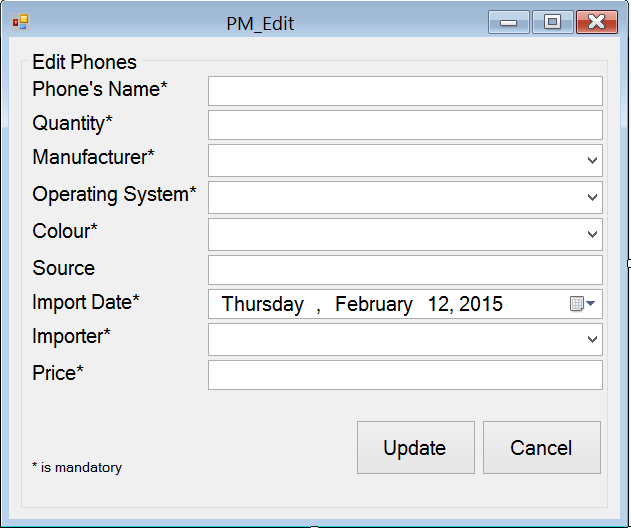 PM_Edit
Edit Phones
Phone's Name*
Quantity*
Manufacturer*
Operating System*
Colour*
Source
Import Date* Thursday , February 12, 2015
Importer*
Price*
Update Cancel
* is mandatory